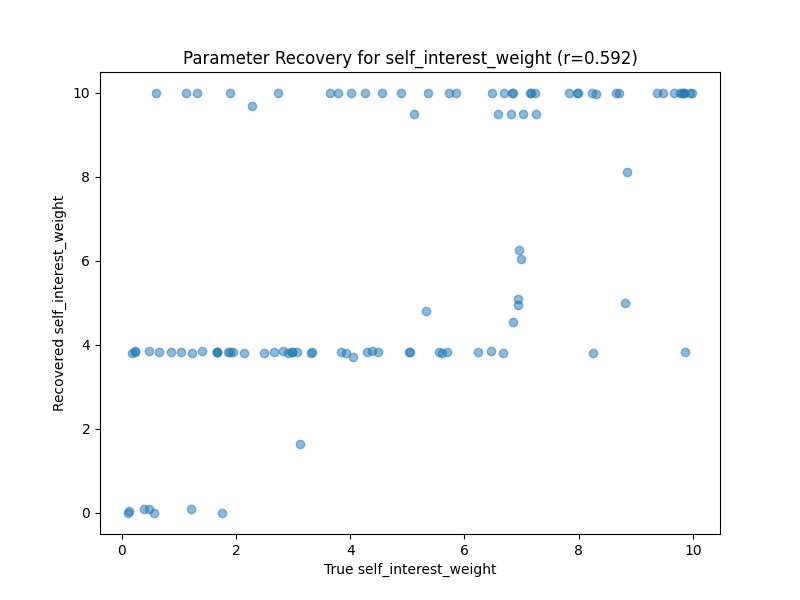 Parameter Recovery for self_interest_weight (r=0.592)
10
8
6
4
2
0
Recovered self_interest_weight
0 2 4 6 8 10
True self_interest_weight